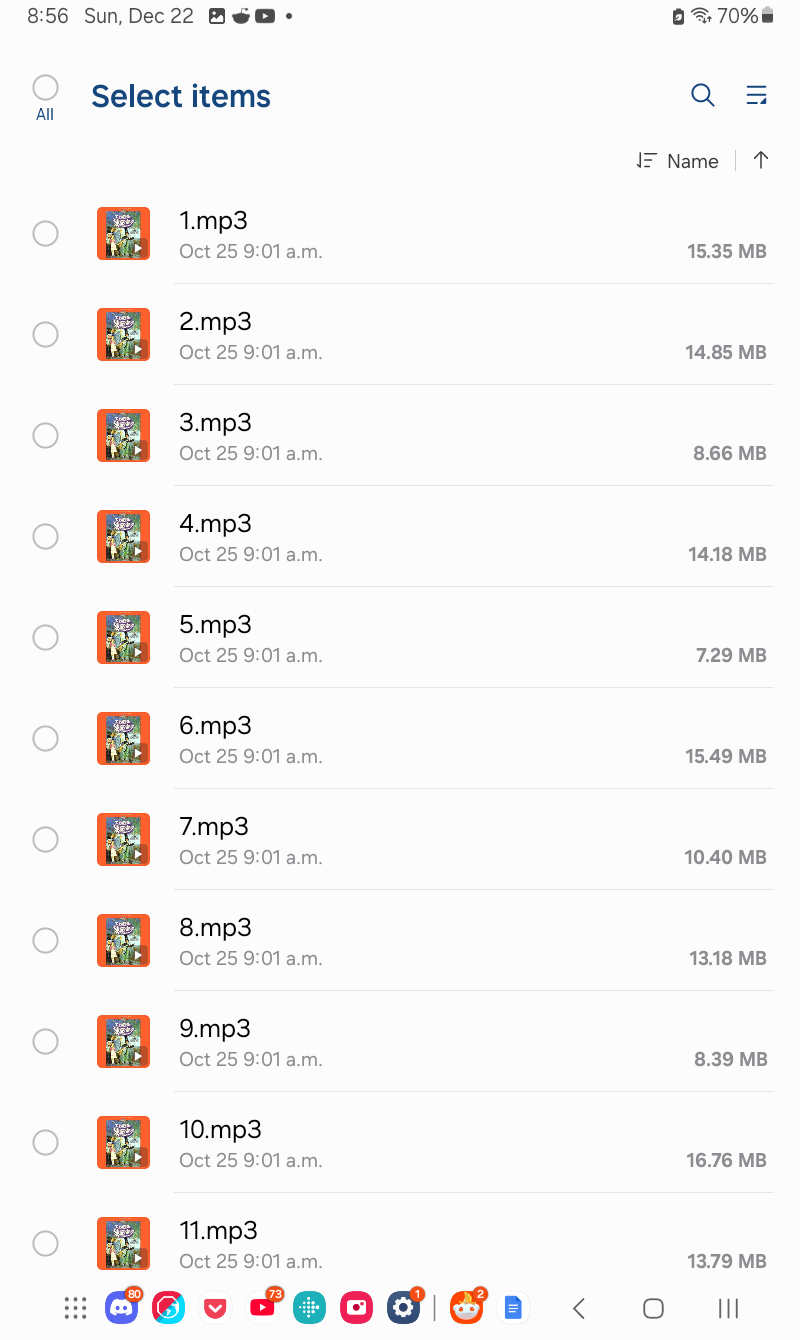 8:56 Sun, Dec 22 70%
Select items
All
Name
1.mp3
Oct 25 9:01 a.m. 15.35 MB
2.mp3
Oct 25 9:01 a.m. 14.85 MB
3.mp3
Oct 25 9:01 a.m. 8.66 MB
4.mp3
Oct 25 9:01 a.m. 14.18 MB
5.mp3
Oct 25 9:01 a.m. 7.29 MB
6.mp3
Oct 25 9:01 a.m. 15.49 MB
7.mp3
Oct 25 9:01 a.m. 10.40 MB
8.mp3
Oct 25 9:01 a.m. 13.18 MB
9.mp3
Oct 25 9:01 a.m. 8.39 MB
10.mp3
Oct 25 9:01 a.m. 16.76 MB
11.mp3
Oct 25 9:01 a.m. 13.79 MB
80 73 1 2